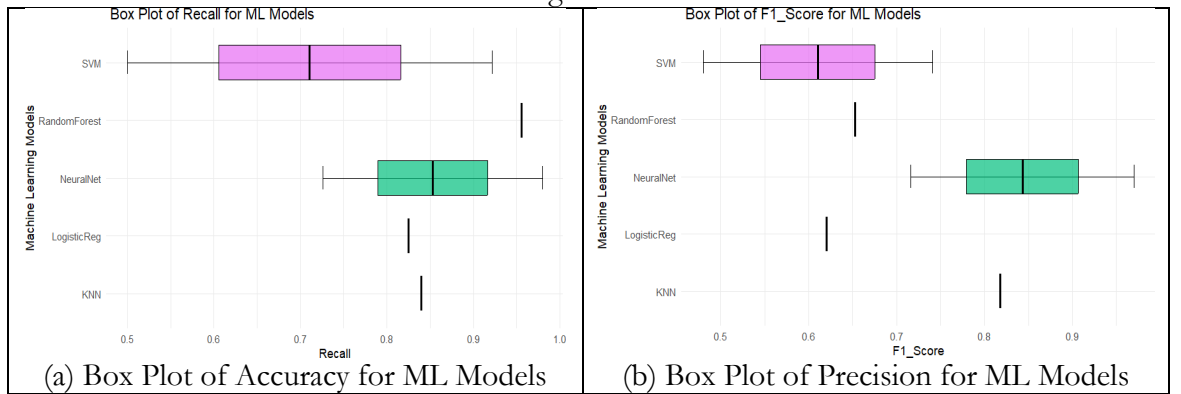 Box Plot of Recall for ML Models
SVM
RandomForest
NeuralNet
LogisticReg
KNN
Machine Learning Models
0.5 0.6 0.7 0.8 0.9 1.0
Recall
(a) Box Plot of Accuracy for ML Models
Box Plot of F1_Score for ML Models
SVM
RandomForest
NeuralNet
LogisticReg
KNN
Machine Learning Models
0.5 0.6 0.7 0.8 0.9
F1_Score
(b) Box Plot of Precision for ML Models